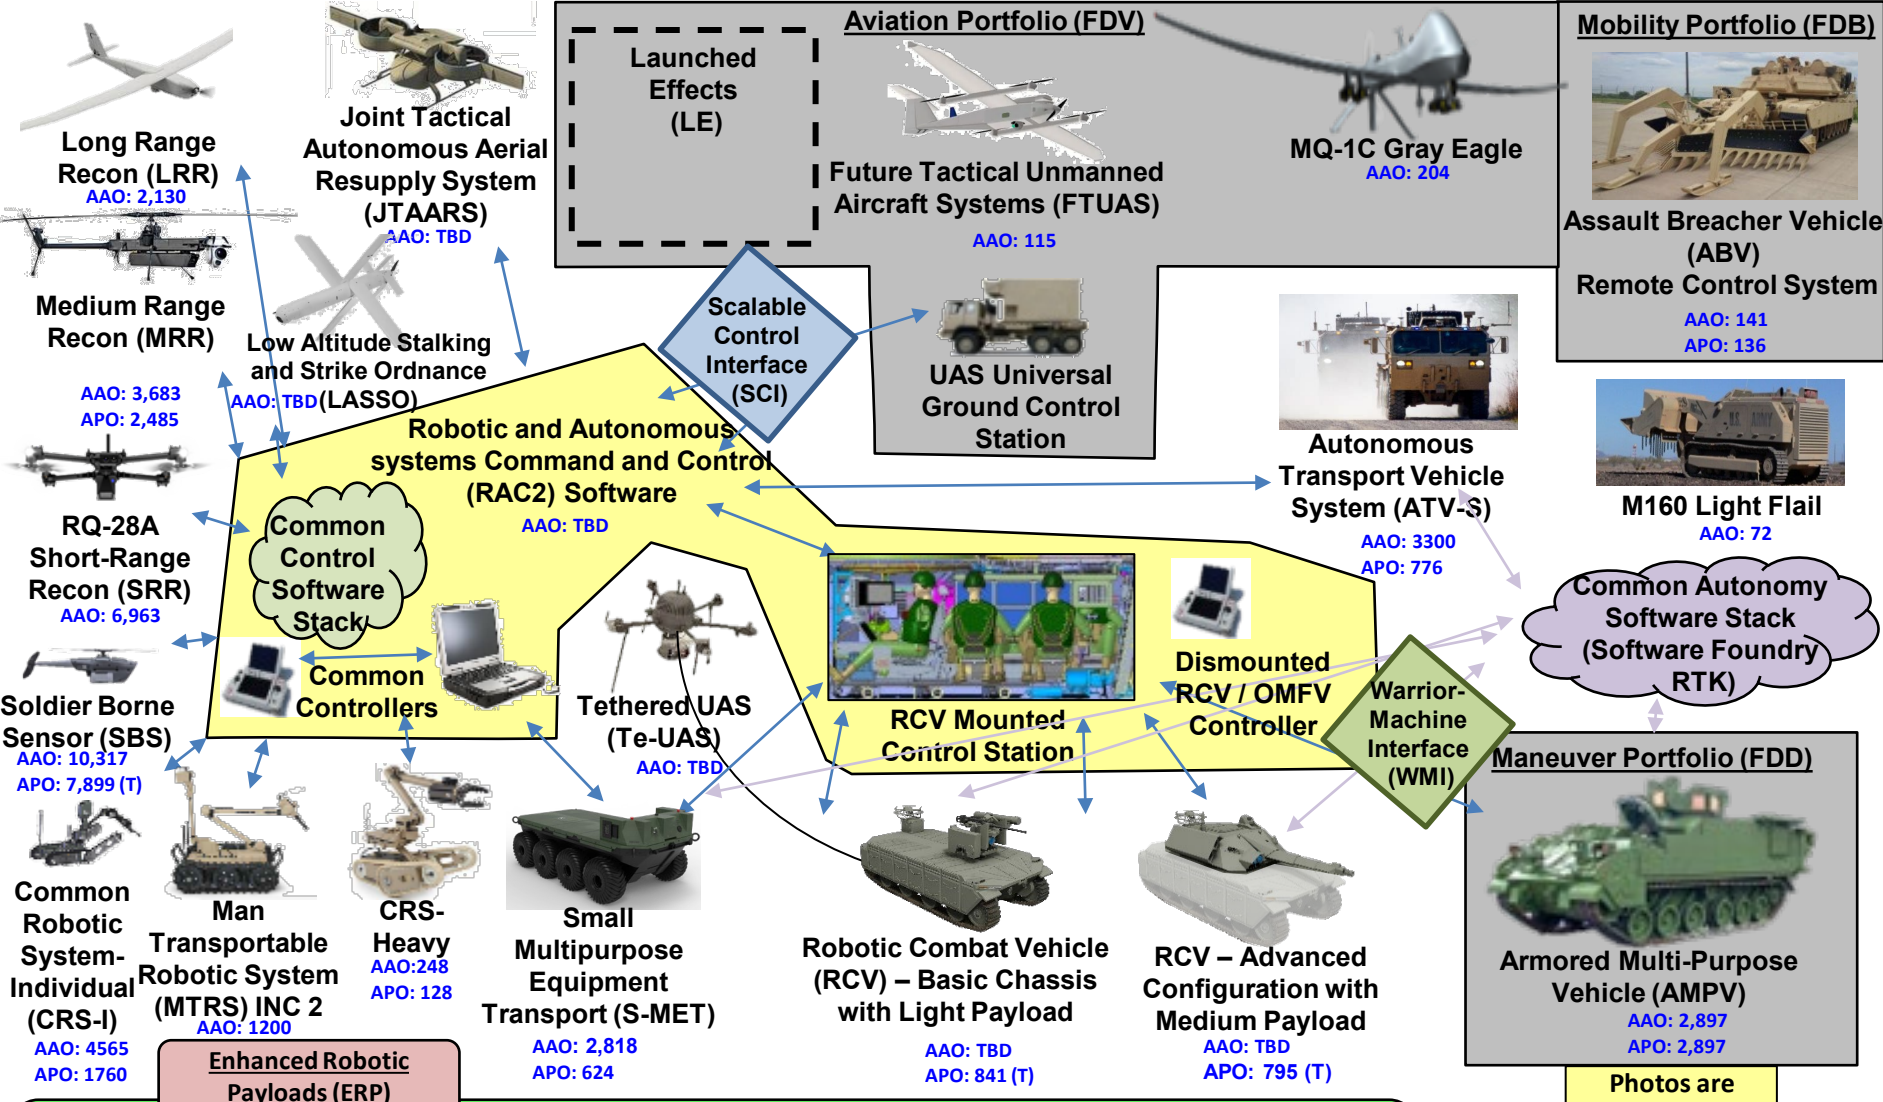 Long Range
Recon (LRR)
AAO: 2,130
Joint Tactical
Autonomous Aerial
Resupply System
(JTAARS)
AAO: TBD
Aviation Portfolio (FDV)
Launched
Effects
(LE)
Future Tactical Unmanned
Aircraft Systems (FTUAS)
AAO: 115
MQ-1C Gray Eagle
AAO: 204
Mobility Portfolio (FDB)
Assault Breacher Vehicle
(ABV)
Remote Control System
AAO: 141
APO: 136
Medium Range
Recon (MRR)
AAO: 3,683
APO: 2,485
Low Altitude Stalking
and Strike Ordnance
AAO: TBD (LASSO)
Scalable
Control
Interface
(SCI)
UAS Universal
Ground Control
Station
Autonomous
Transport Vehicle
System (ATV-S)
AAO: 3300
APO: 776
U.S. ARMY
M160 Light Flail
AAO: 72
Robotic and Autonomous
systems Command and Control
(RAC2) Software
AAO: TBD
RQ-28A
Short-Range
Recon (SRR)
AAO: 6,963
Common
Control
Software
Stack
Common
Controllers
Soldier Borne
Sensor (SBS)
AAO: 10,317
APO: 7,899 (T)
Tethered UAS
(Te-UAS)
AAO: TBD
RCV Mounted
Control Station
Dismounted
RCV / OMFV
Controller
Warrior-
Machine
Interface
(WMI)
Common Autonomy
Software Stack
(Software Foundry
RTK)
Maneuver Portfolio (FDD)
Armored Multi-Purpose
Vehicle (AMPV)
AAO: 2,897
APO: 2,897
Common
Robotic
System-
Individual
(CRS-I)
AAO: 4565
APO: 1760
Man
Transportable
Robotic System
(MTRS) INC 2
AAO: 1200
CRS-
Heavy
AAO:248
APO: 128
Small
Multipurpose
Equipment
Transport (S-MET)
AAO: 2,818
APO: 624
Robotic Combat Vehicle
(RCV) – Basic Chassis
with Light Payload
AAO: TBD
APO: 841 (T)
RCV – Advanced
Configuration with
Medium Payload
AAO: TBD
APO: 795 (T)
Enhanced Robotic
Payloads (ERP)
Photos are